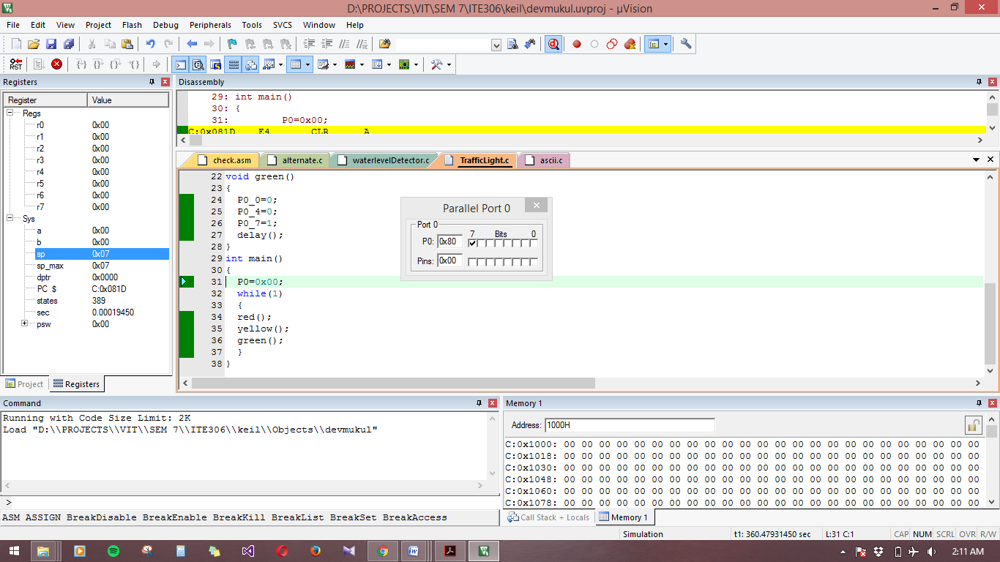 D:\PROJECTS\VIT\SEM 7\ITE306\keil\devmukul.uvproj - µVision
File Edit View Project Flash Debug Peripherals Tools SVCS Window Help
RST
Registers
Register Value
Regs
r0 0x00
r1 0x00
r2 0x00
r3 0x00
r4 0x00
r5 0x00
r6 0x00
r7 0x00
Sys
a 0x00
b 0x00
sp 0x07
sp_max 0x07
dptr 0x0000
PC $ C:0x081D
states 389
sec 0.00019450
psw 0x00
Project Registers
Disassembly
29: int main()
30: {
31: P0=0x00;
C:0x081D E4 CLR A
check.asm alternate.c waterlevelDetector.c TrafficLight.c ascii.c
22 void green()
23 {
24 P0_0=0;
25 P0_4=0;
26 P0_7=1;
27 delay();
28 }
29 int main()
30 {
31 P0=0x00;
32 while(1)
33 {
34 red();
35 yellow();
36 green();
37 }
38 }
Parallel Port 0
Port 0
7 Bits 0
P0: 0x80
Pins: 0x00
Command
Running with Code Size Limit: 2K
Load "D:\\PROJECTS\\VIT\\SEM 7\\ITE306\\keil\\Objects\\devmukul"
>
ASM ASSIGN BreakDisable BreakEnable BreakKill BreakList BreakSet BreakAccess
Memory 1
Address: 1000H
C:0x1000: 00 00 00 00 00 00 00 00 00 00 00 00 00 00 00 00 00 00 00 00 00 00 00 00
C:0x1018: 00 00 00 00 00 00 00 00 00 00 00 00 00 00 00 00 00 00 00 00 00 00 00 00
C:0x1030: 00 00 00 00 00 00 00 00 00 00 00 00 00 00 00 00 00 00 00 00 00 00 00 00
C:0x1048: 00 00 00 00 00 00 00 00 00 00 00 00 00 00 00 00 00 00 00 00 00 00 00 00
C:0x1060: 00 00 00 00 00 00 00 00 00 00 00 00 00 00 00 00 00 00 00 00 00 00 00 00
C:0x1078: 00 00 00 00 00 00 00 00 00 00 00 00 00 00 00 00 00 00 00 00 00 00 00 00
Call Stack + Locals Memory 1
Simulation t1: 360.47931450 sec L:31 C:1 CAP NUM SCRL OVR R/W
2:11 AM